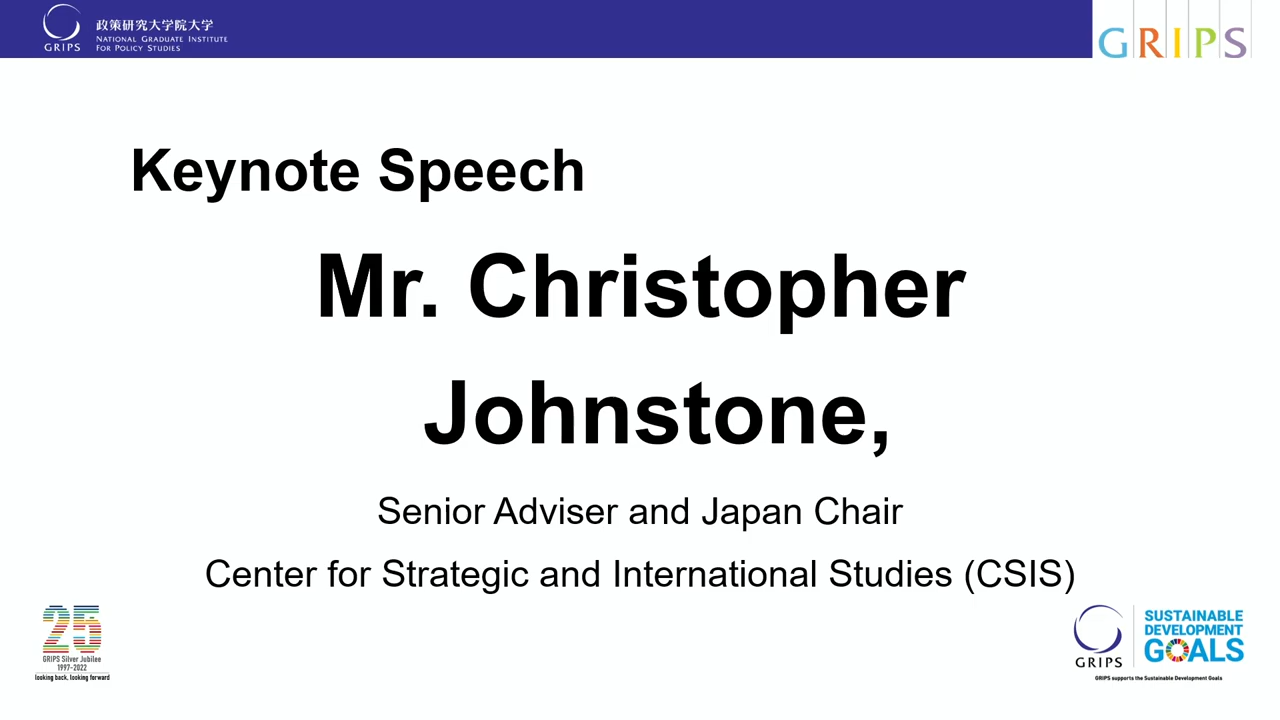 GRIPS
政策研究大学院大学
NATIONAL GRADUATE INSTITUTE
FOR POLICY STUDIES
GRIPS
Keynote Speech
Mr. Christopher
Johnstone,
Senior Adviser and Japan Chair
Center for Strategic and International Studies (CSIS)
25
GRIPS Silver Jubilee
1997-2022
looking back, looking forward
GRIPS
SUSTAINABLE
DEVELOPMENT
GOALS
GRIPS supports the Sustainable Development Goals